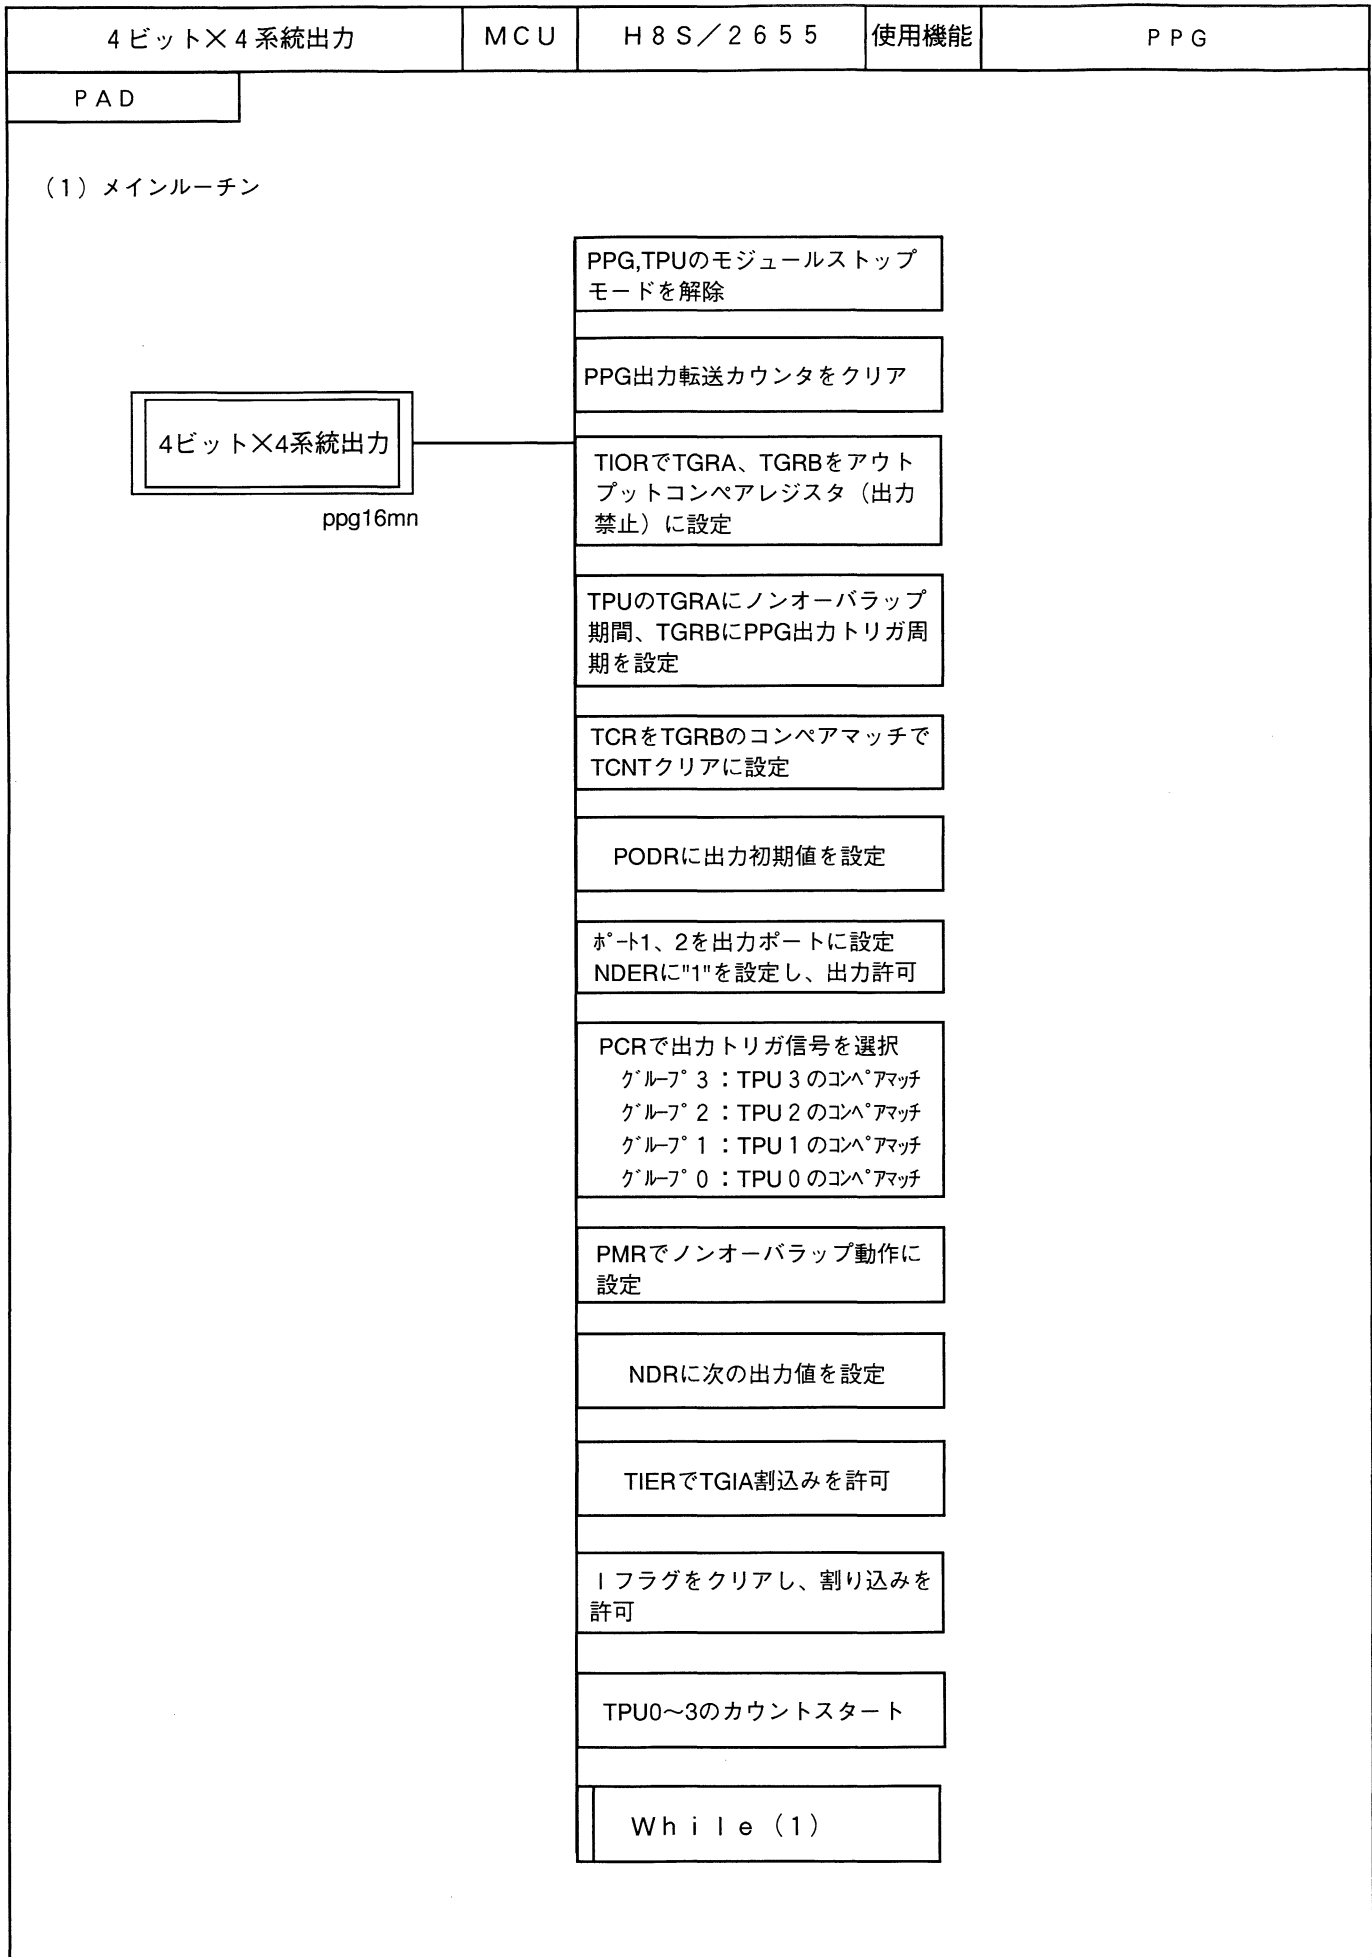 4ビット×4系統出力 MCU H8S/2655 使用機能 PPG
PAD
(1)メインルーチン
PPG,TPUのモジュールストップ
モードを解除
PPG出力転送カウンタをクリア
4ビット×4系統出力
ppg16mn
TIORでTGRA、TGRBをアウト
プットコンペアレジスタ(出力
禁止)に設定
TPUのTGRAにノンオーバラップ
期間、TGRBにPPG出力トリガ周
期を設定
TCRをTGRBのコンペアマッチで
TCNTクリアに設定
PODRに出力初期値を設定
ポート1、2を出力ポートに設定
NDERに"1"を設定し、出力許可
PCRで出力トリガ信号を選択
グループ3:TPU3のコンペアマッチ
グループ2:TPU2のコンペアマッチ
グループ1:TPU1のコンペアマッチ
グループ0:TPU0のコンペアマッチ
PMRでノンオーバラップ動作に
設定
NDRに次の出力値を設定
TIERでTGIA割込みを許可
Iフラグをクリアし、割り込みを
許可
TPU0~3のカウントスタート
While(1)